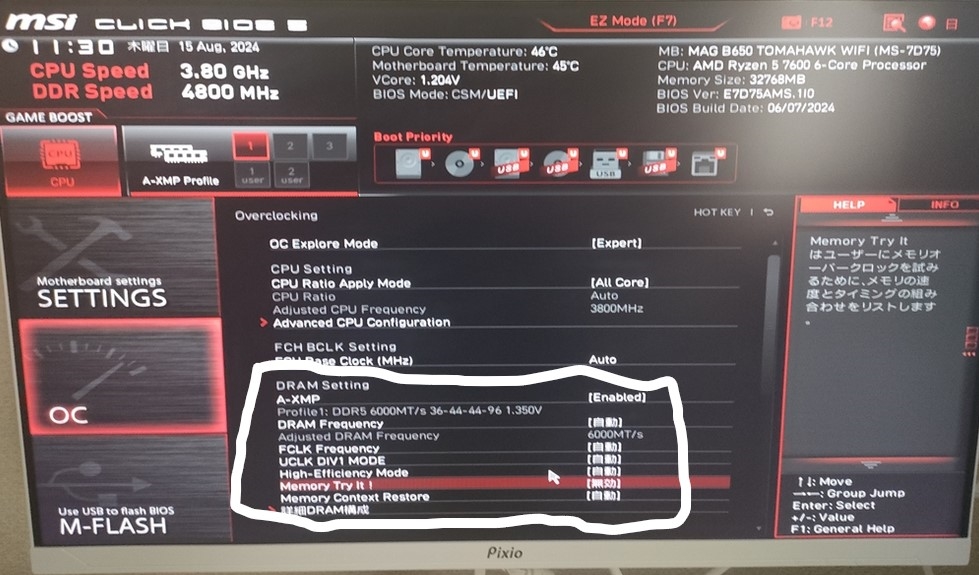 msi CLICK BIOS 5
EZ Mode (F7)
F12
11:30 木曜日 15 Aug, 2024
CPU Speed 3.80 GHz
DDR Speed 4800 MHz
CPU Core Temperature: 46°C
Motherboard Temperature: 45°C
VCore: 1.204V
BIOS Mode: CSM/UEFI
MB: MAG B650 TOMAHAWK WIFI (MS-7D75)
CPU: AMD Ryzen 5 7600 6-Core Processor
Memory Size: 32768MB
BIOS Ver: E7D75AMS.1I0
BIOS Build Date: 06/07/2024
GAME BOOST
CPU
A-XMP Profile
1 2 3
1 user 2 user
Boot Priority
U U U U U U U
USB USB USB USB
Motherboard settings
SETTINGS
OC
Use USB to flash BIOS
M-FLASH
Overclocking
HOT KEY |
OC Explore Mode [Expert]
CPU Setting
CPU Ratio Apply Mode [All Core]
CPU Ratio Auto
Adjusted CPU Frequency 3800MHz
Advanced CPU Configuration
FCH BCLK Setting
FCH Base Clock (MHz) Auto
DRAM Setting
A-XMP [Enabled]
Profile1: DDR5 6000MT/s 36-44-44-96 1.350V
DRAM Frequency [自動]
Adjusted DRAM Frequency 6000MT/s
FCLK Frequency [自動]
UCLK DIV1 MODE [自動]
High-Efficiency Mode [自動]
Memory Try It ! [無効]
Memory Context Restore [自動]
詳細DRAM構成
HELP
INFO
Memory Try It
はユーザーにメモリオ
ーバークロックを試み
るために、メモリの速
度とタイミングの組み
合わせをリストします
。
↑↓: Move
→←: Group Jump
Enter: Select
+/-: Value
F1: General Help
Pixio